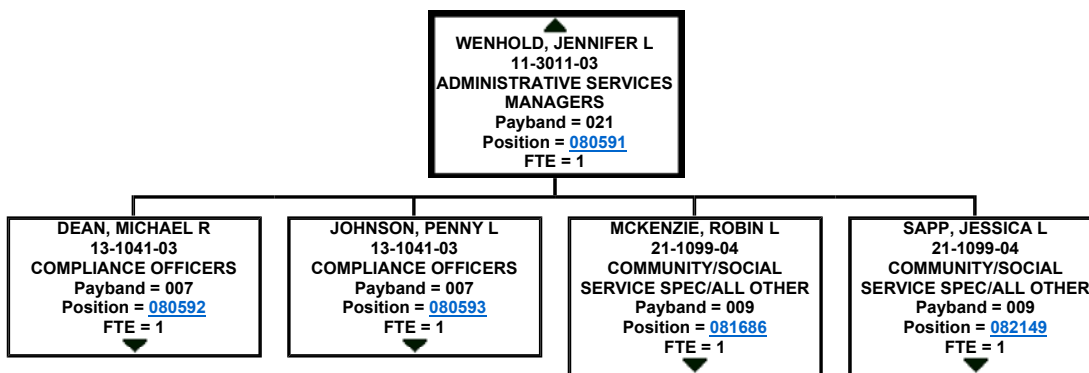 WENHOLD, JENNIFER L
11-3011-03
ADMINISTRATIVE SERVICES
MANAGERS
Payband = 021
Position = 080591
FTE = 1
DEAN, MICHAEL R
13-1041-03
COMPLIANCE OFFICERS
Payband = 007
Position = 080592
FTE = 1
JOHNSON, PENNY L
13-1041-03
COMPLIANCE OFFICERS
Payband = 007
Position = 080593
FTE = 1
MCKENZIE, ROBIN L
21-1099-04
COMMUNITY/SOCIAL
SERVICE SPEC/ALL OTHER
Payband = 009
Position = 081686
FTE = 1
SAPP, JESSICA L
21-1099-04
COMMUNITY/SOCIAL
SERVICE SPEC/ALL OTHER
Payband = 009
Position = 082149
FTE = 1